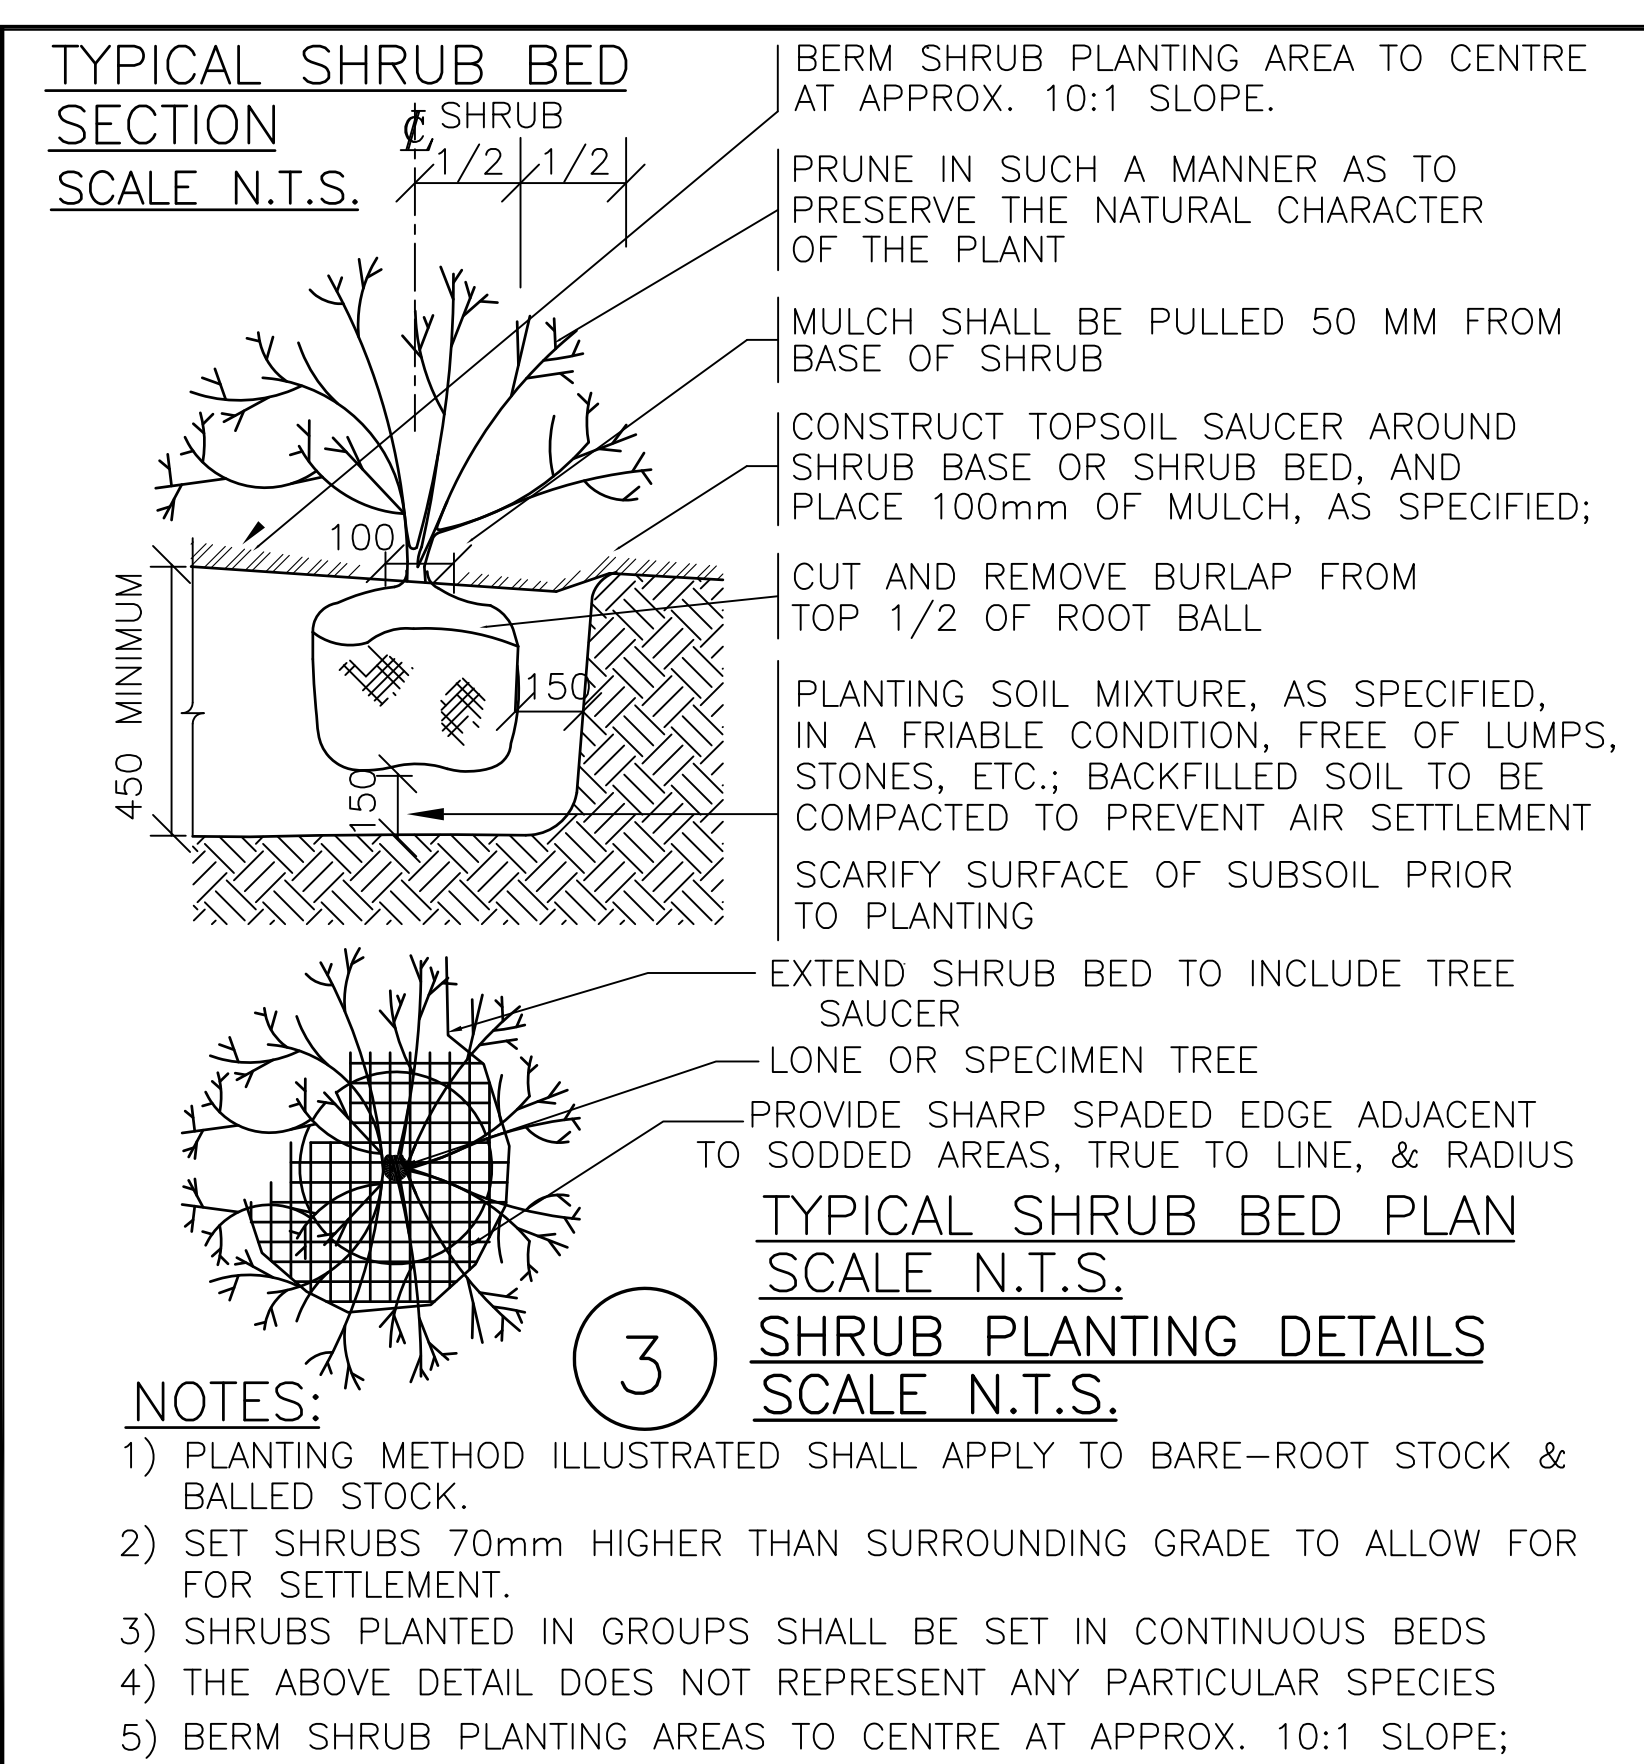 TYPICAL SHRUB BED
SECTION
SCALE N.T.S.
℄ SHRUB
1/2 1/2
BERM SHRUB PLANTING AREA TO CENTRE
AT APPROX. 10:1 SLOPE.
PRUNE IN SUCH A MANNER AS TO
PRESERVE THE NATURAL CHARACTER
OF THE PLANT
MULCH SHALL BE PULLED 50 MM FROM
BASE OF SHRUB
CONSTRUCT TOPSOIL SAUCER AROUND
SHRUB BASE OR SHRUB BED, AND
PLACE 100mm OF MULCH, AS SPECIFIED;
100
CUT AND REMOVE BURLAP FROM
TOP 1/2 OF ROOT BALL
450 MINIMUM
150
150
PLANTING SOIL MIXTURE, AS SPECIFIED,
IN A FRIABLE CONDITION, FREE OF LUMPS,
STONES, ETC.; BACKFILLED SOIL TO BE
COMPACTED TO PREVENT AIR SETTLEMENT
SCARIFY SURFACE OF SUBSOIL PRIOR
TO PLANTING
EXTEND SHRUB BED TO INCLUDE TREE
SAUCER
LONE OR SPECIMEN TREE
PROVIDE SHARP SPADED EDGE ADJACENT
TO SODDED AREAS, TRUE TO LINE, & RADIUS
TYPICAL SHRUB BED PLAN
SCALE N.T.S.
3
SHRUB PLANTING DETAILS
SCALE N.T.S.
NOTES:
1) PLANTING METHOD ILLUSTRATED SHALL APPLY TO BARE-ROOT STOCK &
BALLED STOCK.
2) SET SHRUBS 70mm HIGHER THAN SURROUNDING GRADE TO ALLOW FOR
FOR SETTLEMENT.
3) SHRUBS PLANTED IN GROUPS SHALL BE SET IN CONTINUOUS BEDS
4) THE ABOVE DETAIL DOES NOT REPRESENT ANY PARTICULAR SPECIES
5) BERM SHRUB PLANTING AREAS TO CENTRE AT APPROX. 10:1 SLOPE;